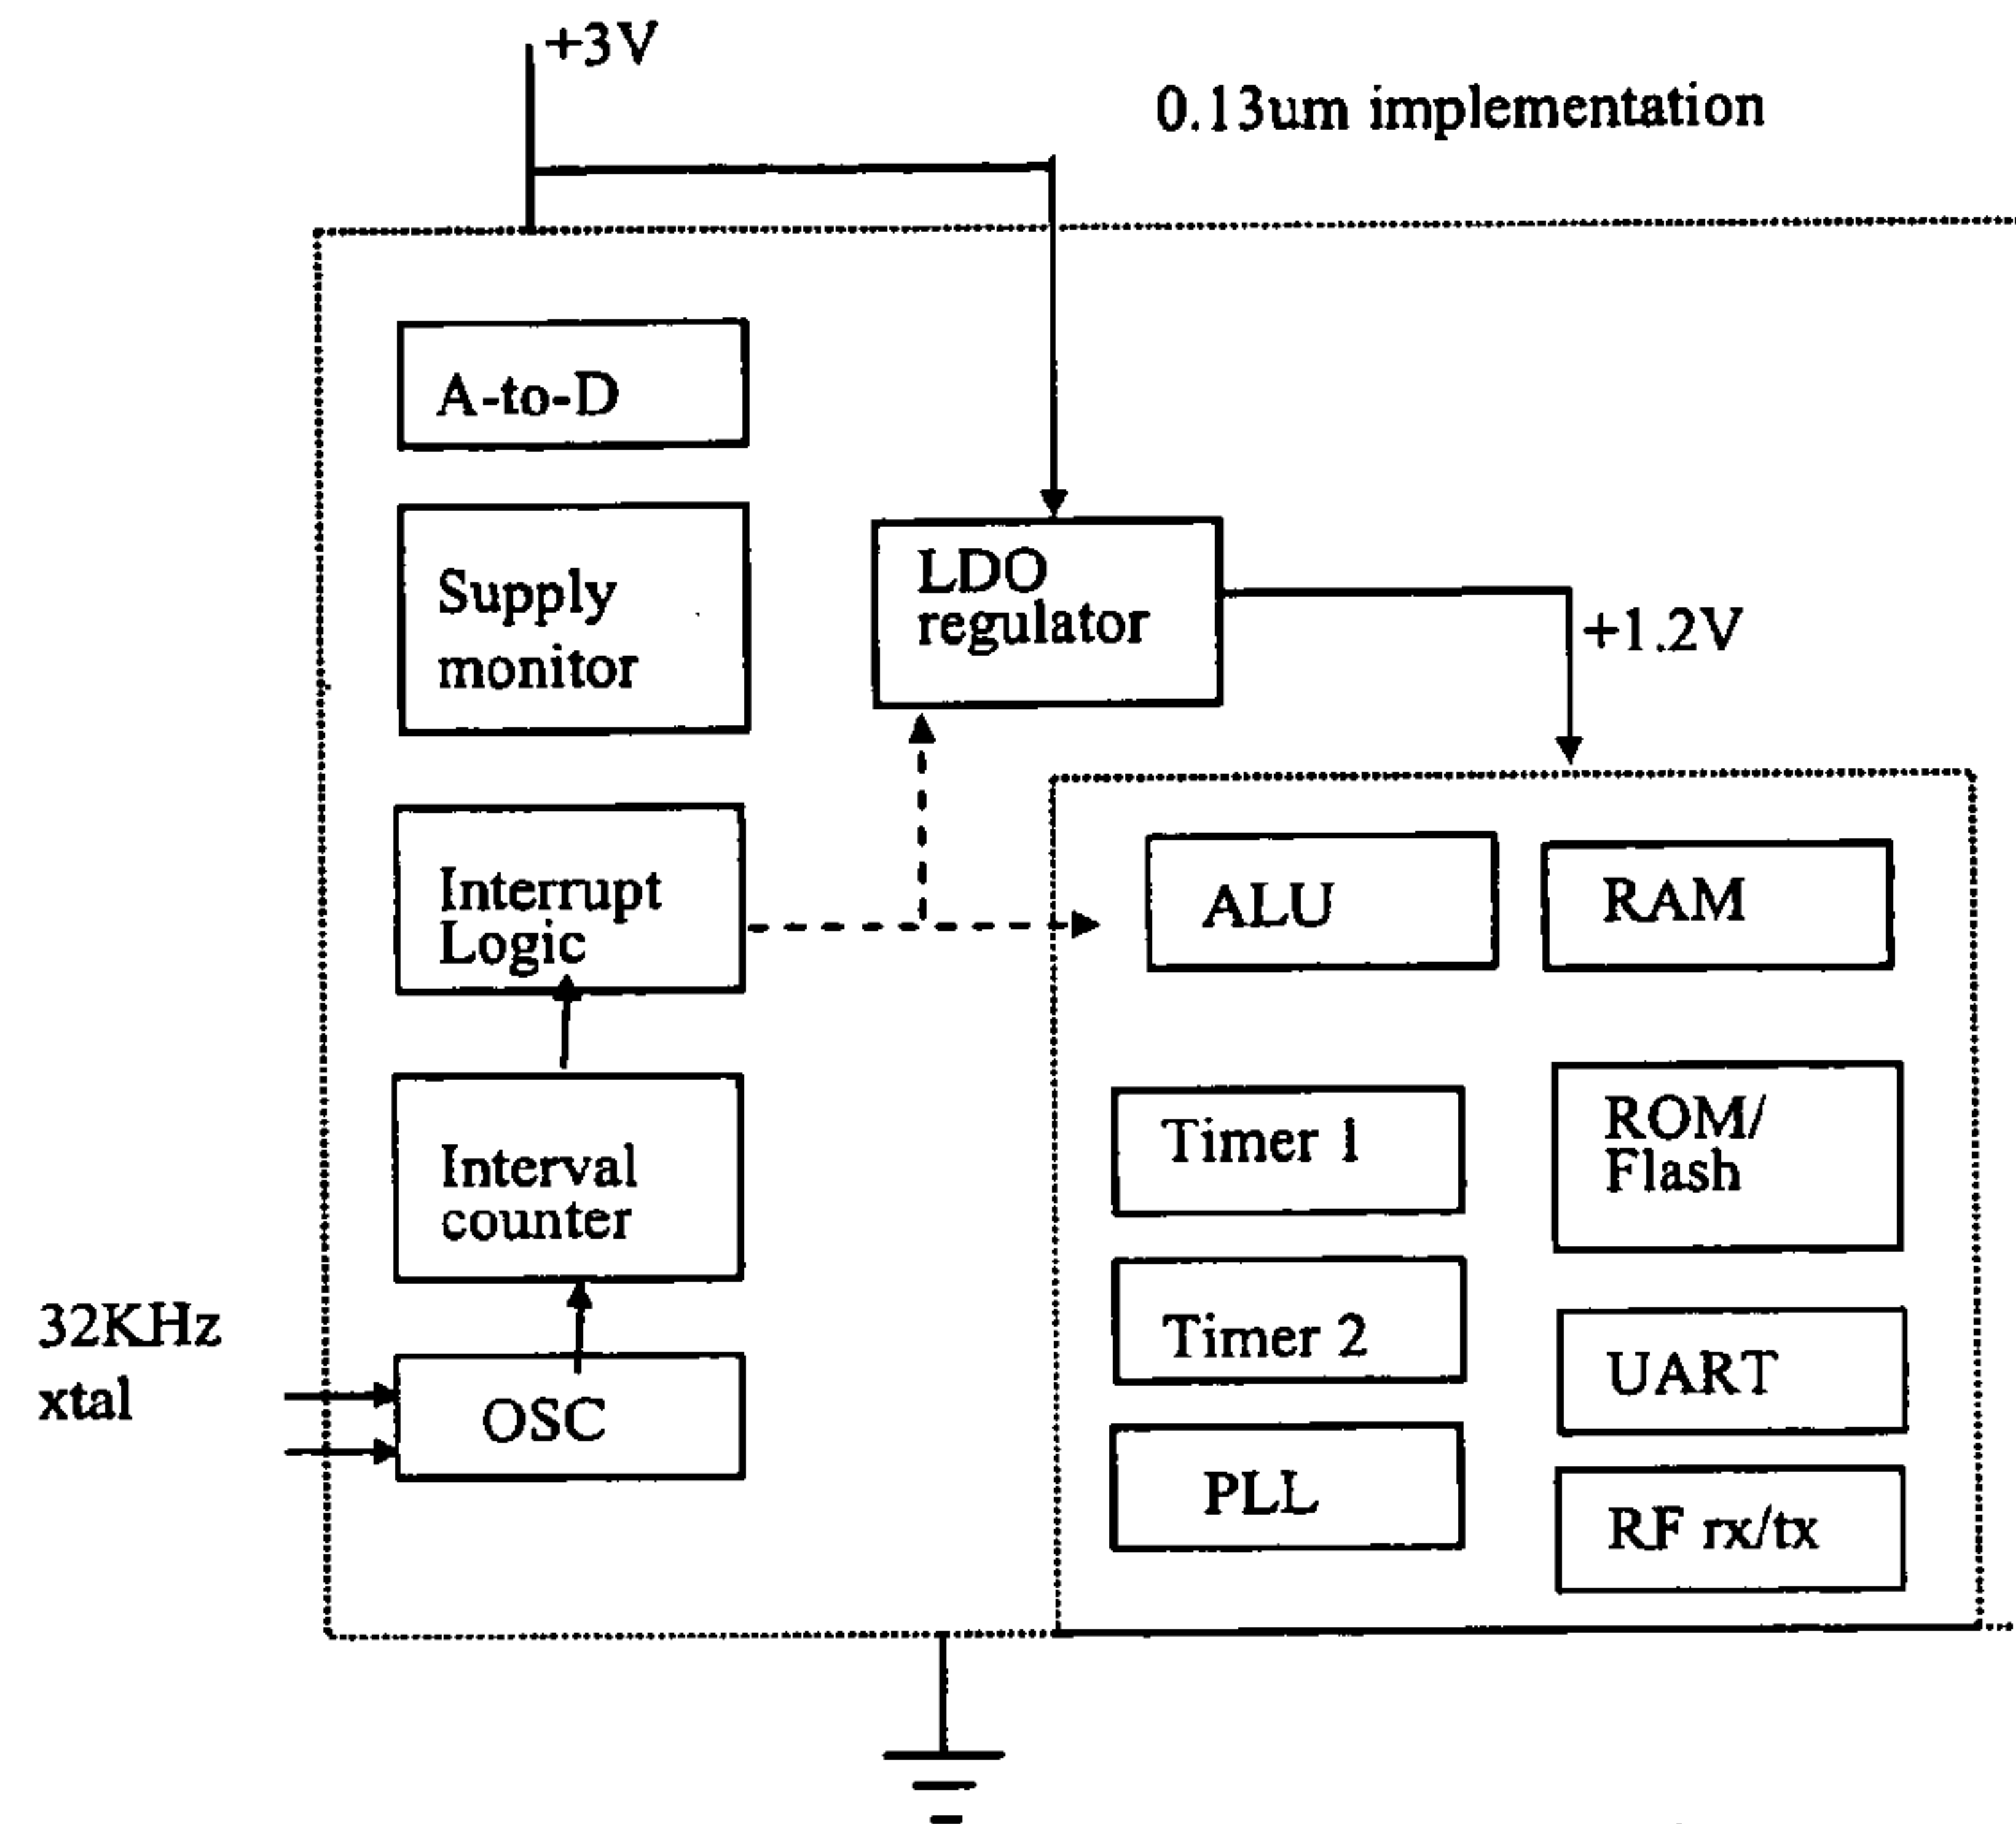 +3V
0.13um implementation
A-to-D
Supply
monitor
LDO
regulator
+1.2V
Interrupt
Logic
ALU
RAM
Interval
counter
Timer 1
ROM/
Flash
Timer 2
UART
32KHz
xtal
OSC
PLL
RF rx/tx